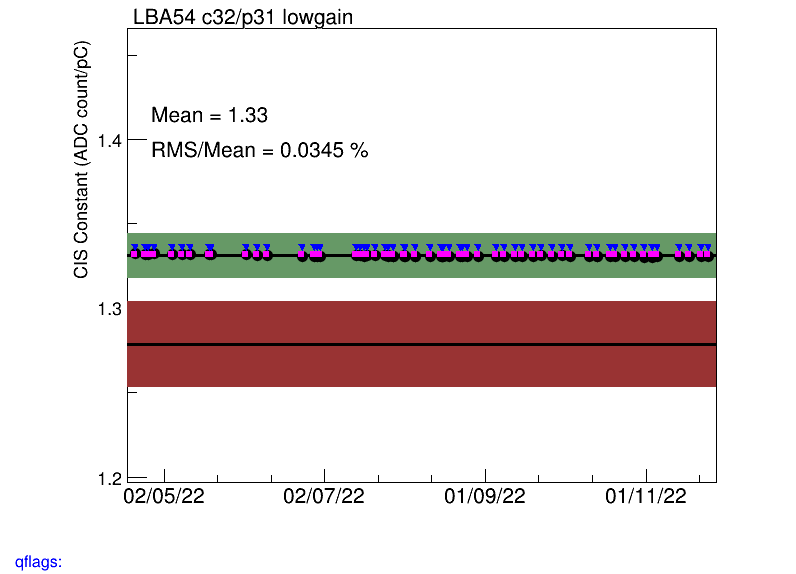 LBA54 c32/p31 lowgain
CIS Constant (ADC count/pC)
Mean = 1.33
RMS/Mean = 0.0345 %
1.4
1.3
1.2
02/05/22 02/07/22 01/09/22 01/11/22
qflags: